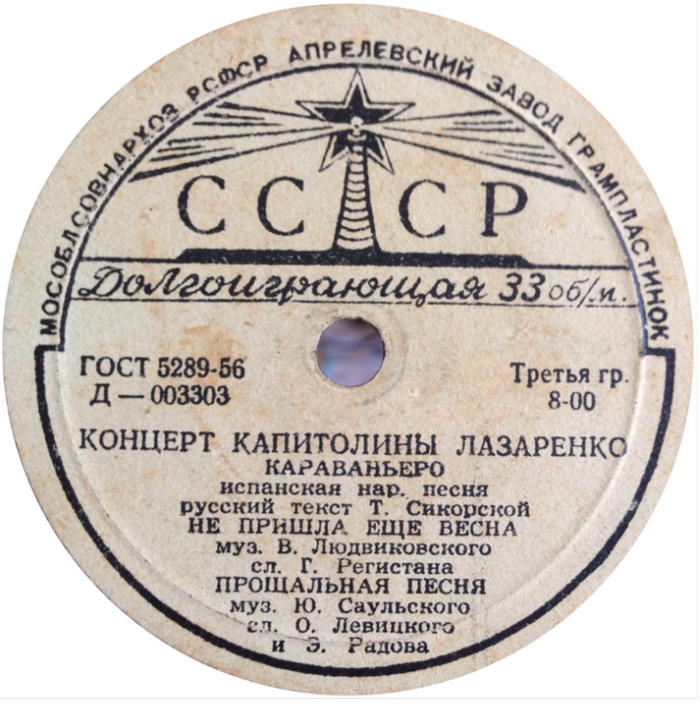 МОСОБЛСОВНАРХОЗ РСФСР АПРЕЛЕВСКИЙ ЗАВОД ГРАМПЛАСТИНОК
СССР
Долгоиграющая 33 об/м.
ГОСТ 5289-56
Д — 003303
Третья гр.
8-00
КОНЦЕРТ КАПИТОЛИНЫ ЛАЗАРЕНКО
КАРАВАНЬЕРО
испанская нар. песня
русский текст Т. Сикорской
НЕ ПРИШЛА ЕЩЕ ВЕСНА
муз. В. Людвиковского
сл. Г. Регистана
ПРОЩАЛЬНАЯ ПЕСНЯ
муз. Ю. Саульского
сл. О. Левицкого
и Э. Радова